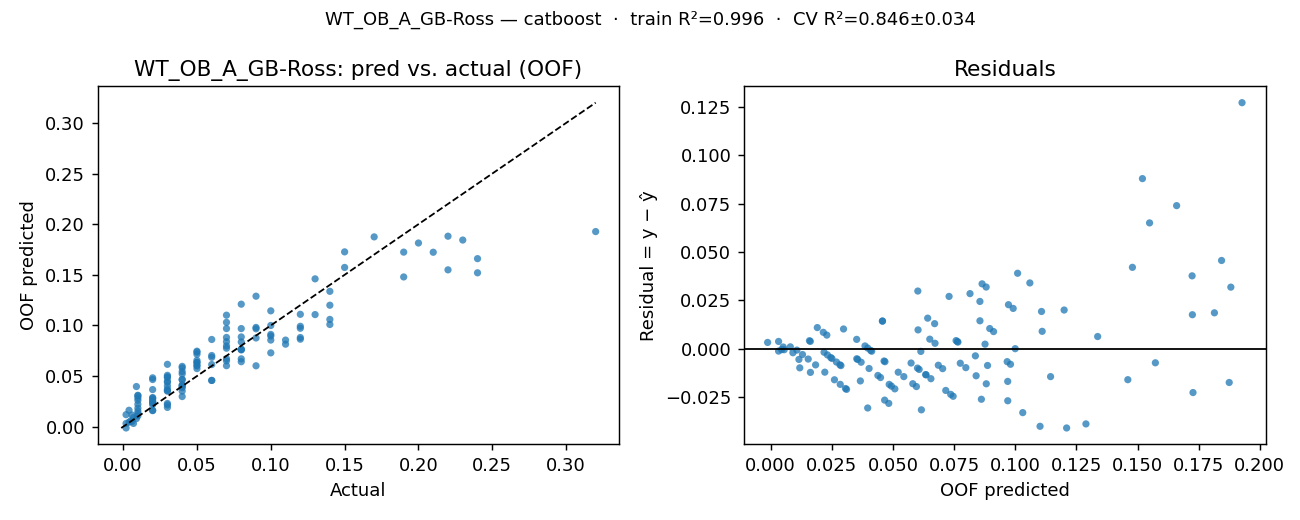 WT_OB_A_GB-Ross — catboost · train R²=0.996 · CV R²=0.846±0.034
WT_OB_A_GB-Ross: pred vs. actual (OOF)
OOF predicted
0.30
0.25
0.20
0.15
0.10
0.05
0.00
0.00 0.05 0.10 0.15 0.20 0.25 0.30
Actual
Residuals
Residual = y − ŷ
0.125
0.100
0.075
0.050
0.025
0.000
−0.025
0.000 0.025 0.050 0.075 0.100 0.125 0.150 0.175 0.200
OOF predicted